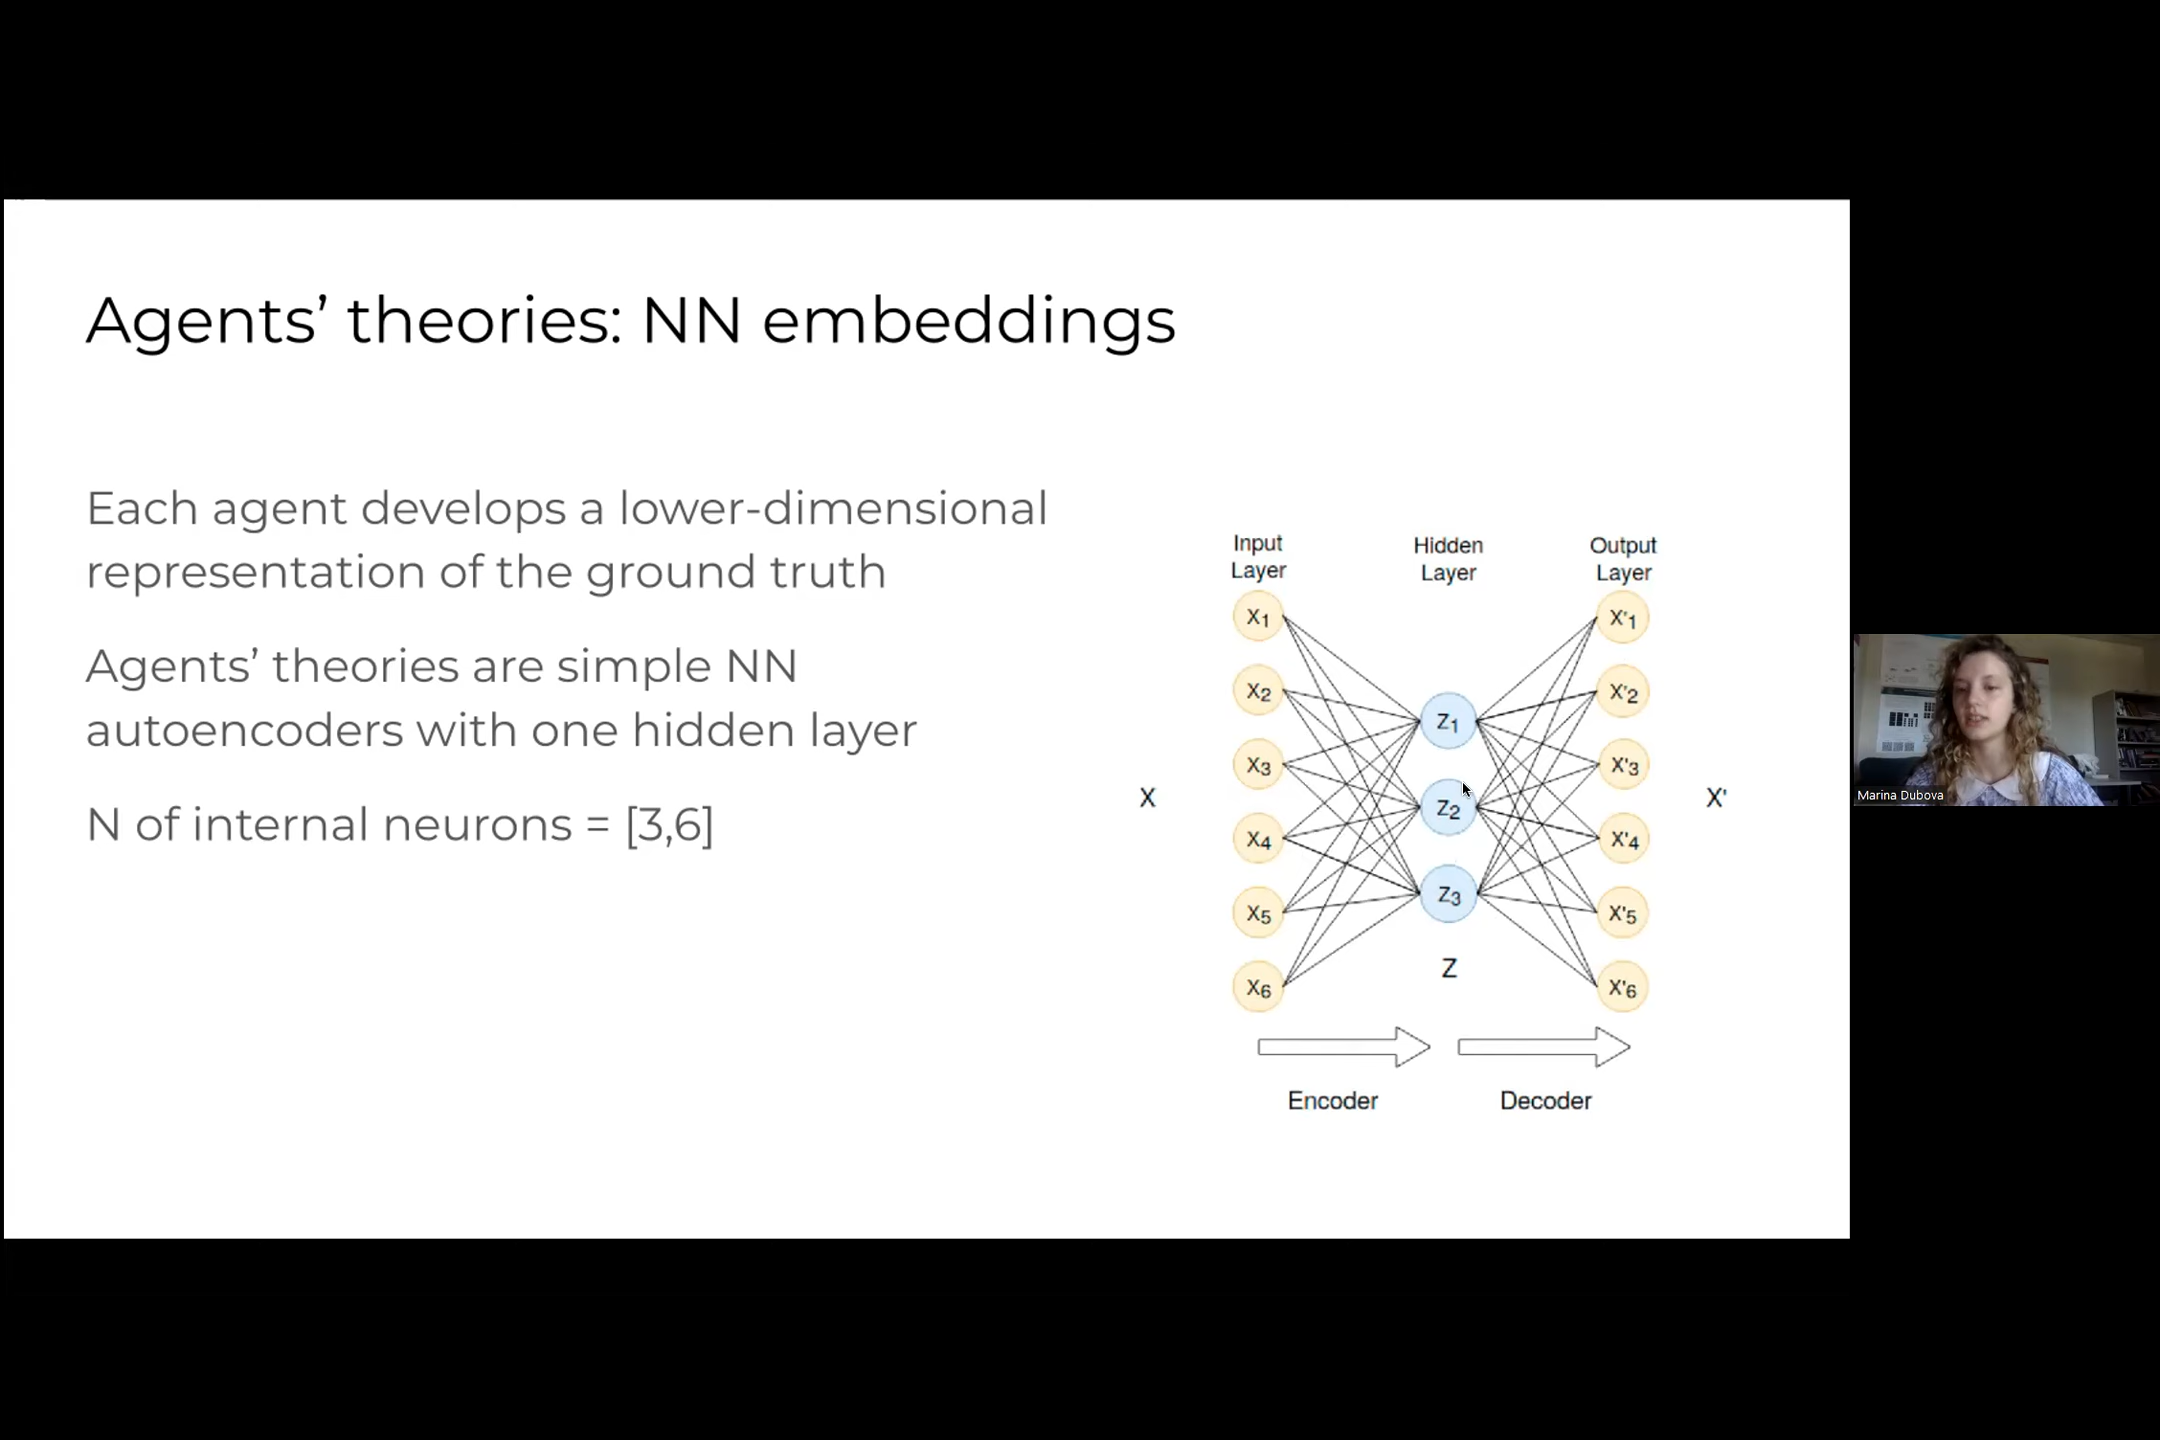 Agents’ theories: NN embeddings
Each agent develops a lower-dimensional
representation of the ground truth
Agents’ theories are simple NN
autoencoders with one hidden layer
N of internal neurons = [3,6]
Input
Layer
Hidden
Layer
Output
Layer
X1
X2
X3
X4
X5
X6
X
Z1
Z2
Z3
Z
X'1
X'2
X'3
X'4
X'5
X'6
X'
Encoder
Decoder
Marina Dubova